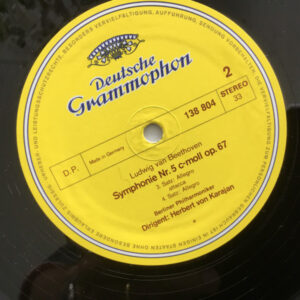 Deutsche
Grammophon
138 804
2
STEREO
33
D.P.
Made in Germany
Ludwig van Beethoven
Symphonie Nr. 5 c-moll op. 67
3. Satz: Allegro
attacca
4. Satz: Allegro
Berliner Philharmoniker
Dirigent: Herbert von Karajan